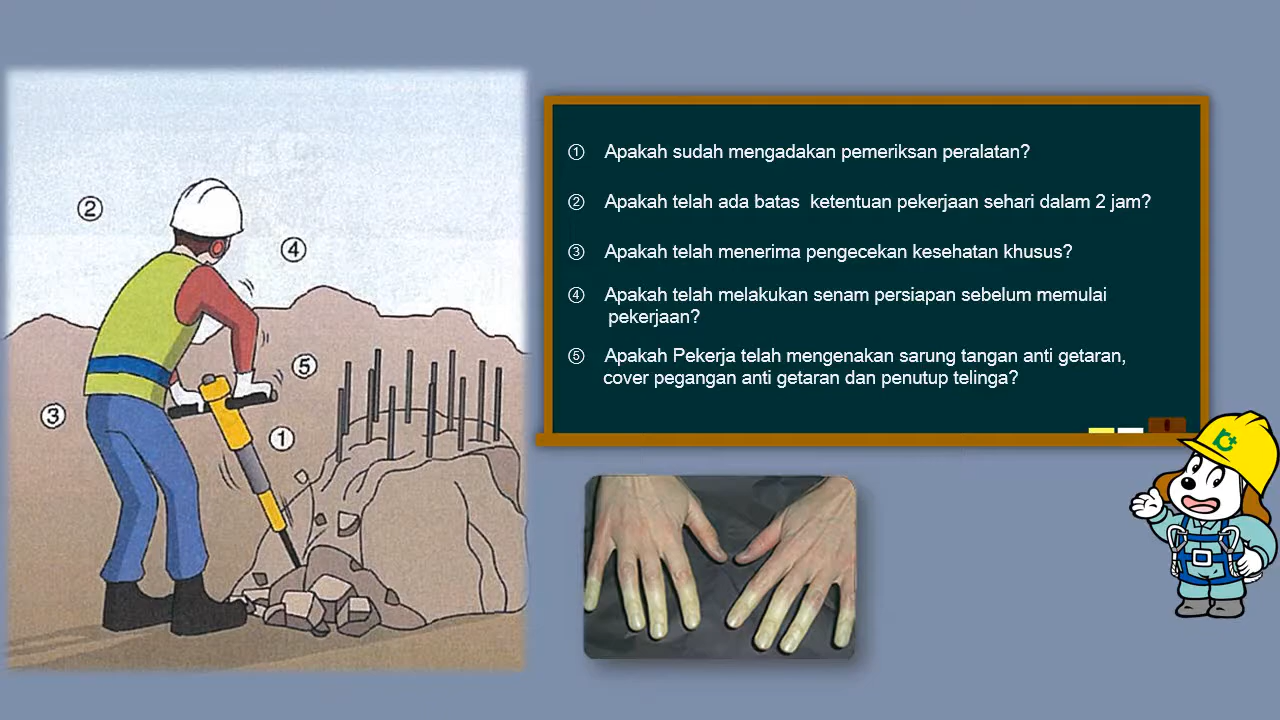 ② 
④
⑤
③
①
① Apakah sudah mengadakan pemeriksan peralatan?
② Apakah telah ada batas ketentuan pekerjaan sehari dalam 2 jam?
③ Apakah telah menerima pengecekan kesehatan khusus?
④ Apakah telah melakukan senam persiapan sebelum memulai
pekerjaan?
⑤ Apakah Pekerja telah mengenakan sarung tangan anti getaran,
cover pegangan anti getaran dan penutup telinga?